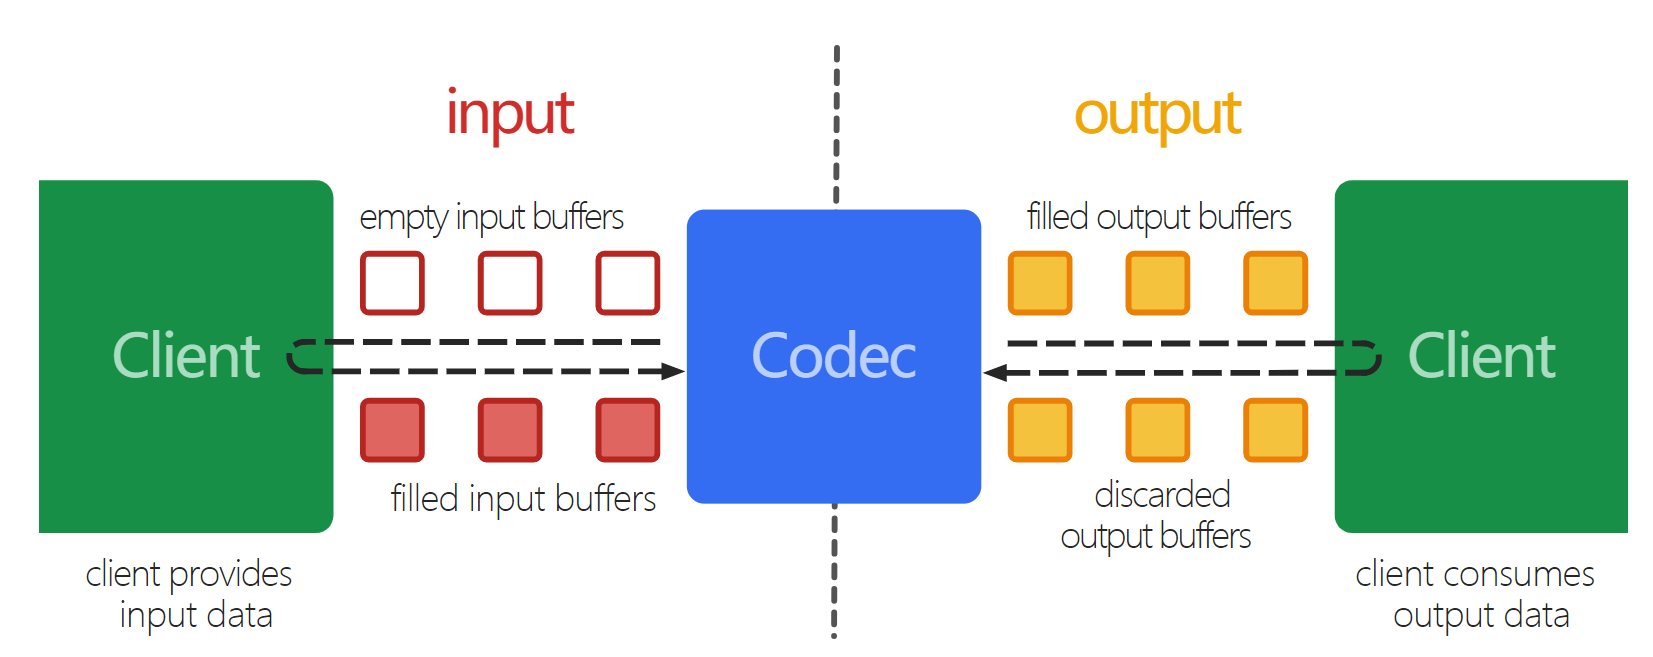 input
output
empty input buffers
filled output buffers
Client
Codec
Client
filled input buffers
discarded
output buffers
client provides
input data
client consumes
output data